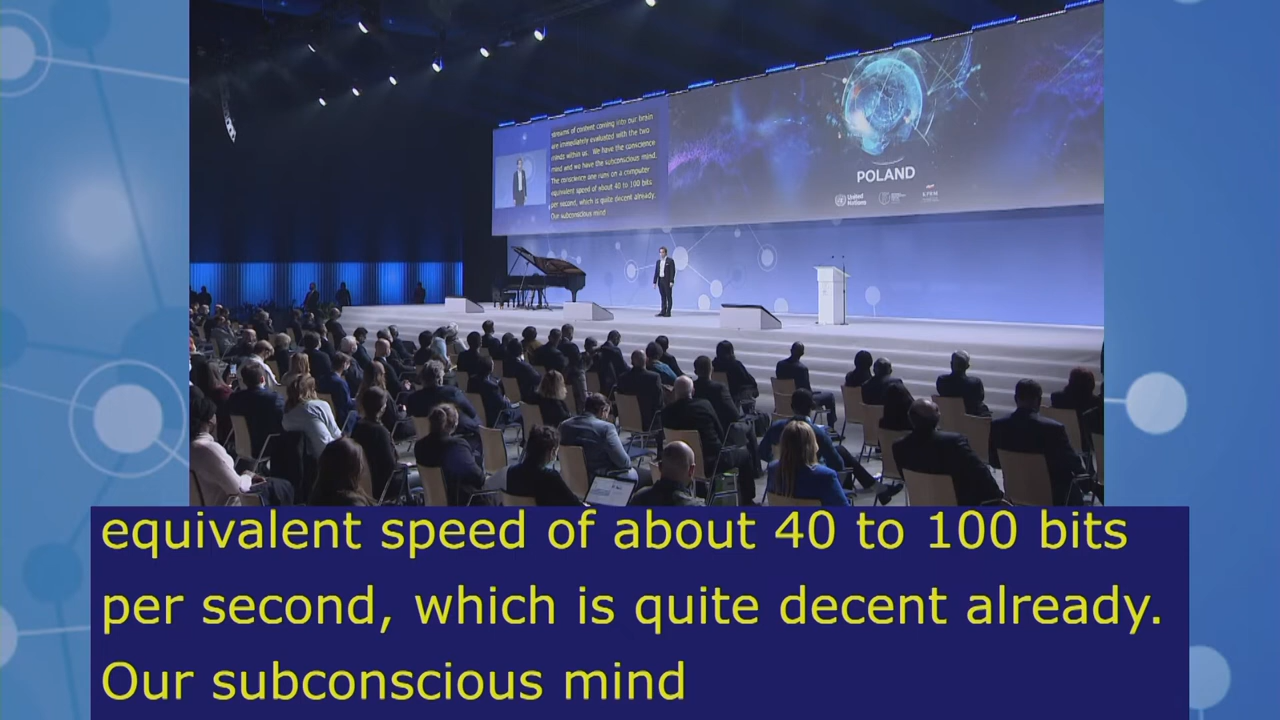 streams of content coming into our brain
are immediately evaluated with the two
minds within us. We have the conscience
mind and we have the subconscious mind.
The conscience one runs on a computer
equivalent speed of about 40 to 100 bits
per second, which is quite decent already.
Our subconscious mind
POLAND
United
Nations
equivalent speed of about 40 to 100 bits
per second, which is quite decent already.
Our subconscious mind